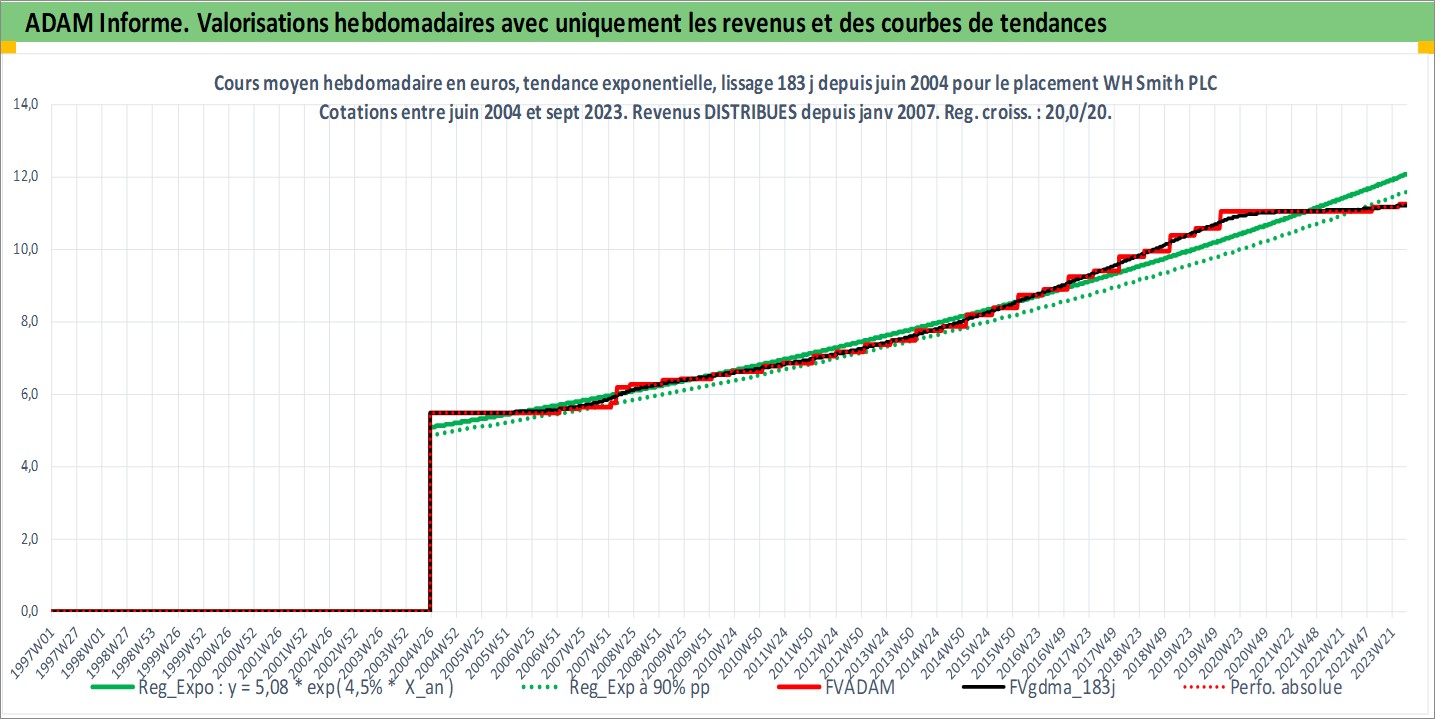 ADAM Informe. Valorisations hebdomadaires avec uniquement les revenus et des courbes de tendances
Cours moyen hebdomadaire en euros, tendance exponentielle, lissage 183 j depuis juin 2004 pour le placement WH Smith PLC
Cotations entre juin 2004 et sept 2023. Revenus DISTRIBUES depuis janv 2007. Reg. croiss. : 20,0/20.
14,0
12,0
10,0
8,0
6,0
4,0
2,0
0,0
1997W01 1997W27 1998W01 1998W27 1998W53 1999W26 1999W52 2000W26 2000W52 2001W26 2001W52 2002W26 2002W52 2003W26 2003W52 2004W26 2004W52 2005W25 2005W51 2006W25 2006W51 2007W25 2007W51 2008W25 2008W51 2009W25 2009W51 2010W24 2010W50 2011W24 2011W50 2012W24 2012W50 2013W24 2013W50 2014W24 2014W50 2015W24 2015W50 2016W23 2016W49 2017W23 2017W49 2018W23 2018W49 2019W23 2019W49 2020W23 2020W49 2021W22 2021W48 2022W21 2022W47 2023W21
Reg_Expo : y = 5,08 * exp( 4,5% * X_an ) Reg_Exp à 90% pp FVADAM FVgdma_183j Perfo. absolue